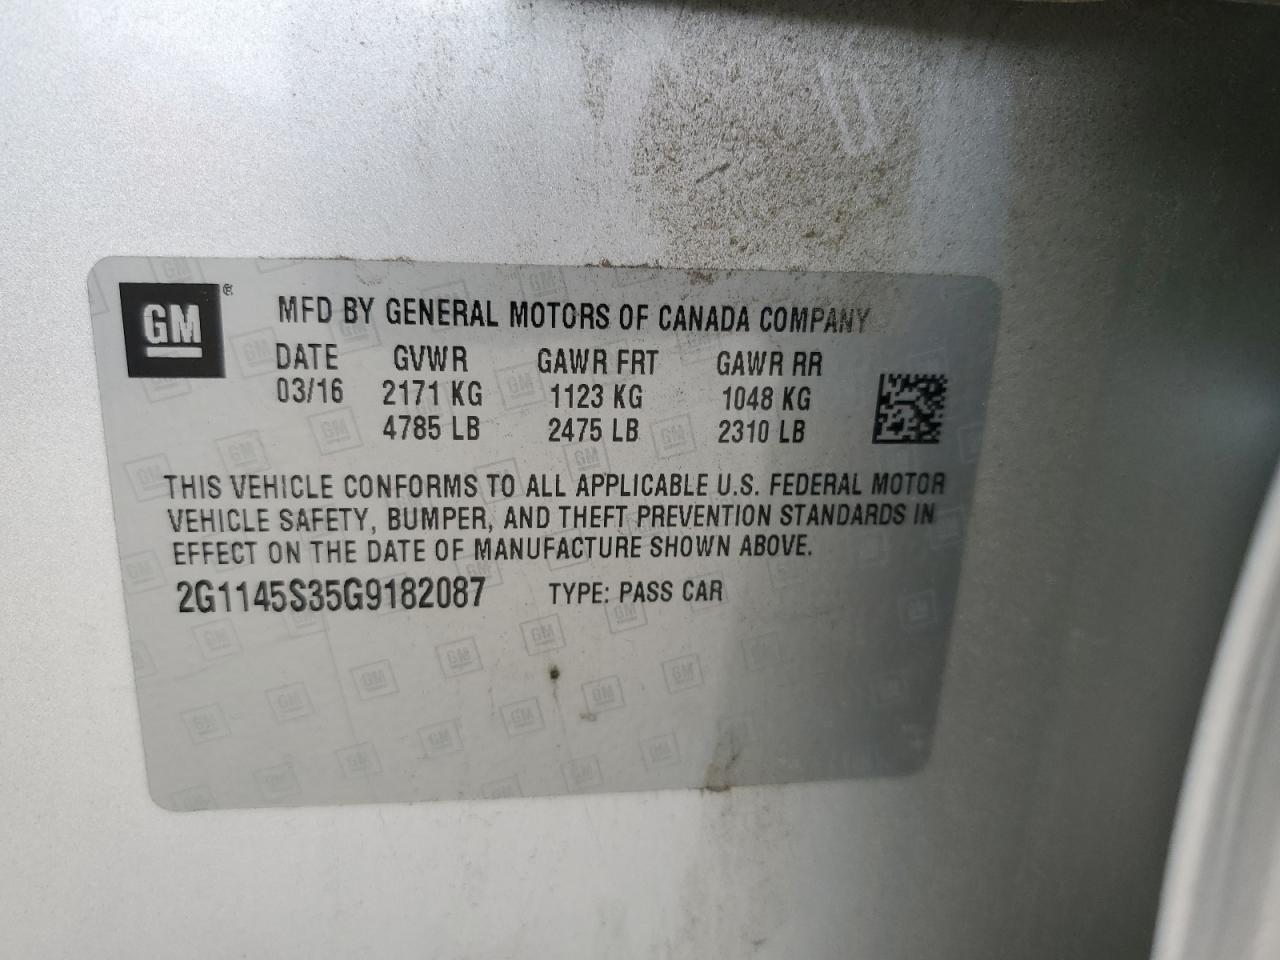 GM ®
MFD BY GENERAL MOTORS OF CANADA COMPANY
DATE GVWR GAWR FRT GAWR RR
03/16 2171 KG 1123 KG 1048 KG
4785 LB 2475 LB 2310 LB
THIS VEHICLE CONFORMS TO ALL APPLICABLE U.S. FEDERAL MOTOR
VEHICLE SAFETY, BUMPER, AND THEFT PREVENTION STANDARDS IN
EFFECT ON THE DATE OF MANUFACTURE SHOWN ABOVE.
2G1145S35G9182087 TYPE: PASS CAR